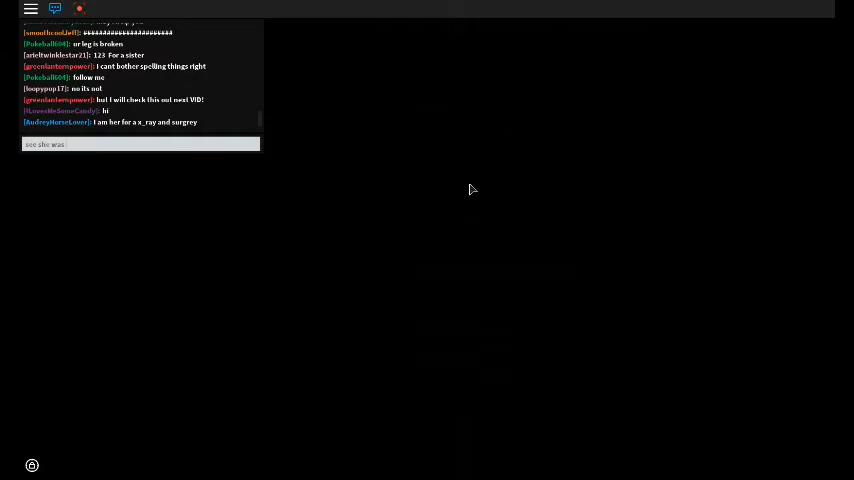 [smoothcoolJeff]: ######################
[Pokeball604]: ur leg is broken
[arieltwinklestar21]: 123 For a sister
[greenlanternpower]: I cant bother spelling things right
[Pokeball604]: follow me
[loopypop17]: no its not
[greenlanternpower]: but I will check this out next VID!
[ILovesMeSomeCandy]: hi
[AudreyHorseLover]: I am her for a x_ray and surgrey
see she was